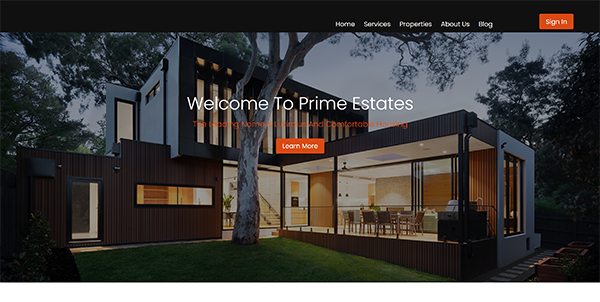 Home Services Properties About Us Blog Sign In
Welcome To Prime Estates
The Leading Name In Luxurious And Comfortable Housing
Learn More